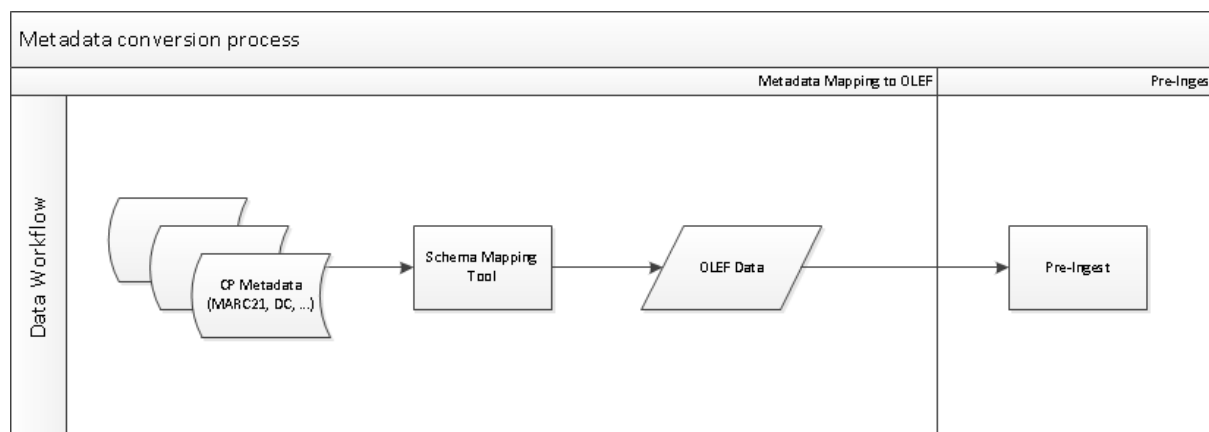 Metadata conversion process
Metadata Mapping to OLEF
Pre-Inges
Data Workflow
CP Metadata
(MARC21, DC, ...)
Schema Mapping
Tool
OLEF Data
Pre-Ingest